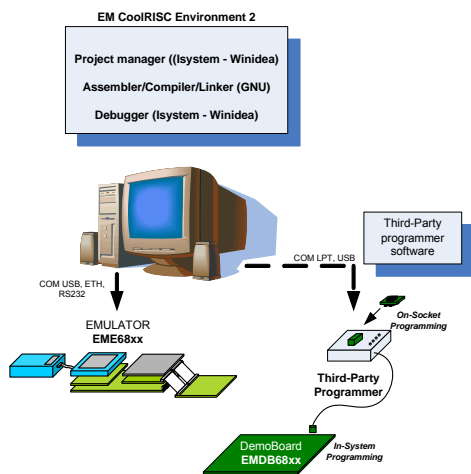 EM CoolRISC Environment 2
Project manager ((Isystem - Winidea)
Assembler/Compiler/Linker (GNU)
Debugger (Isystem - Winidea)
Third-Party
programmer
software
COM LPT, USB
COM USB, ETH,
RS232
On-Socket
Programming
EMULATOR
EME68xx
Third-Party
Programmer
DemoBoard
EMDB68xx
In-System
Programming